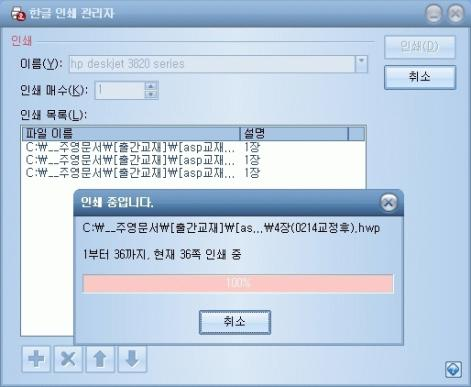 한글 인쇄 관리자
인쇄
인쇄(D)
이름(Y): hp deskjet 3820 series
취소
인쇄 매수(K): 1
인쇄 목록(L):
파일 이름 설명
C:₩__주영문서₩[출간교재]₩[asp교재... 1장
C:₩__주영문서₩[출간교재]₩[asp교재... 1장
C:₩__주영문서₩[출간교재]₩[asp교재... 1장
인쇄 중입니다.
C:₩__주영문서₩[출간교재]₩[as...₩4장(0214교정후).hwp
1부터 36까지, 현재 36쪽 인쇄 중
100%
취소